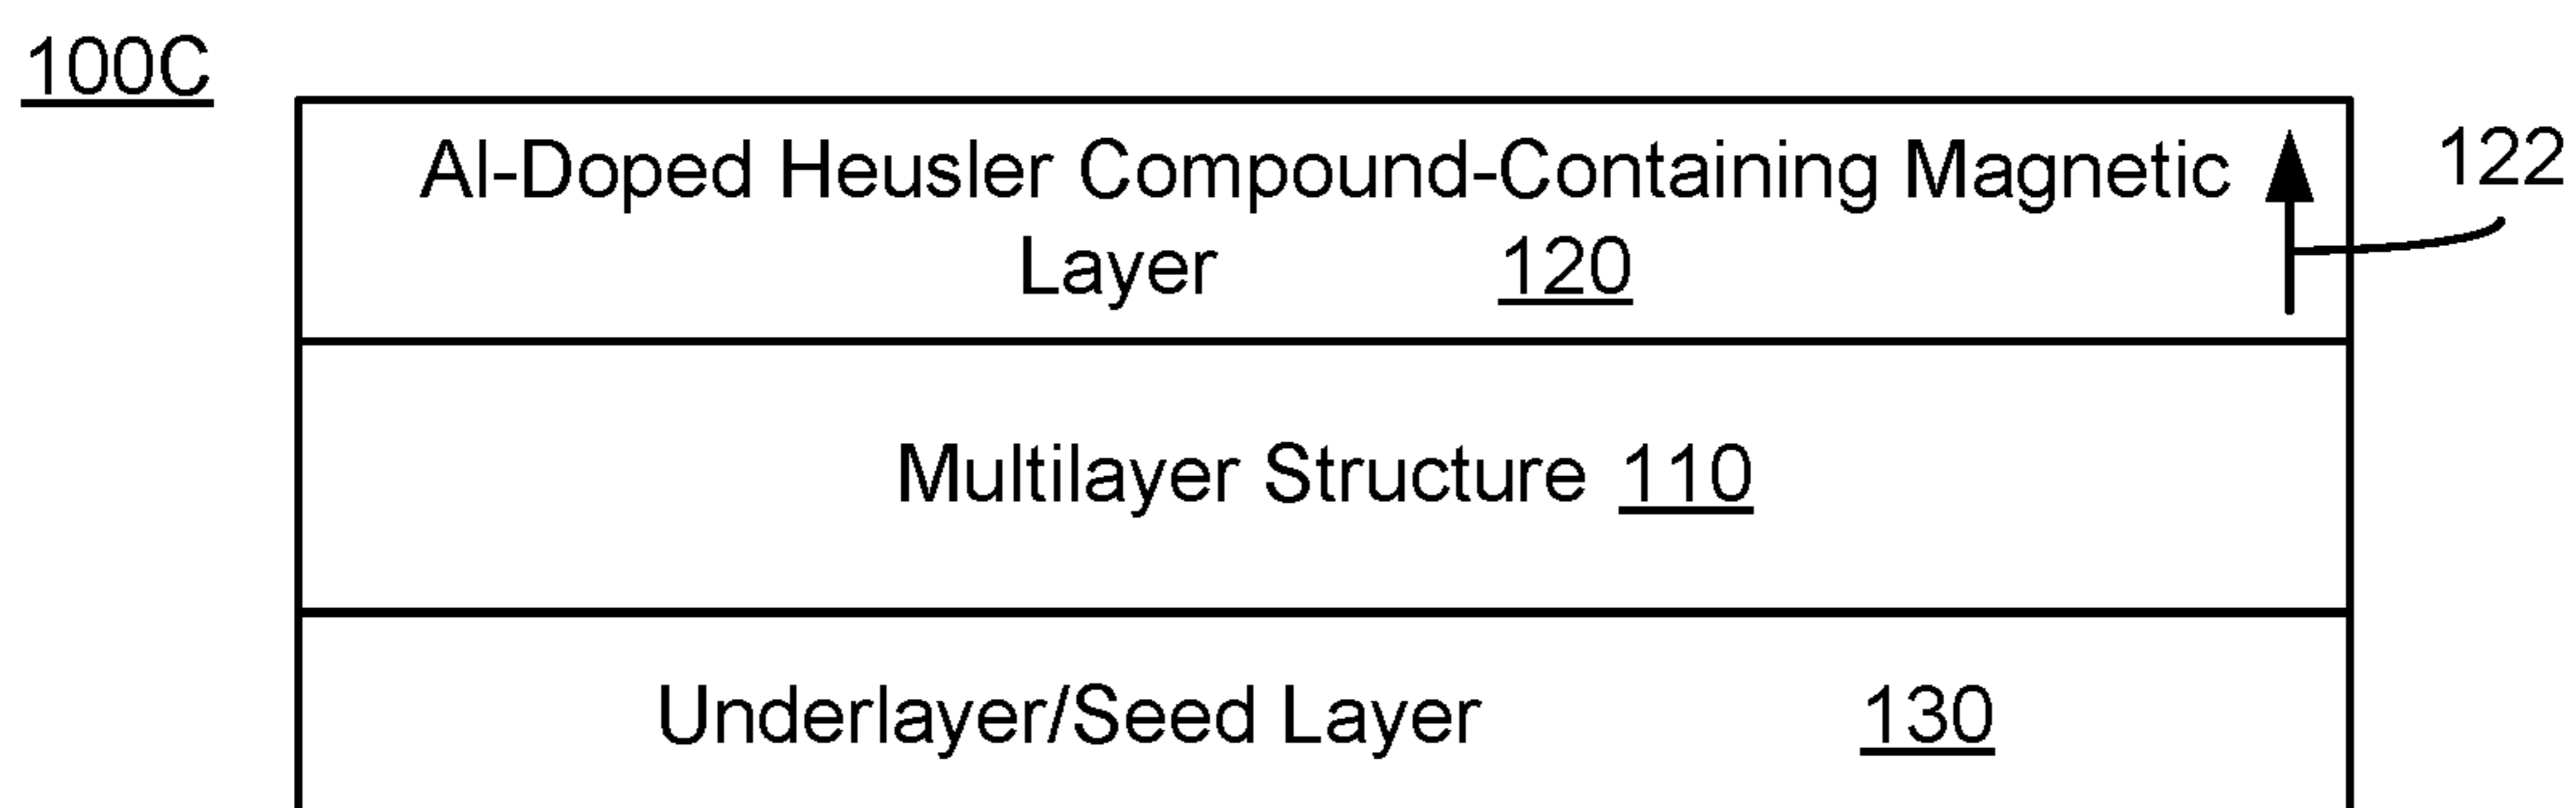 100C
Al-Doped Heusler Compound-Containing Magnetic
Layer 120
122
Multilayer Structure 110
Underlayer/Seed Layer 130